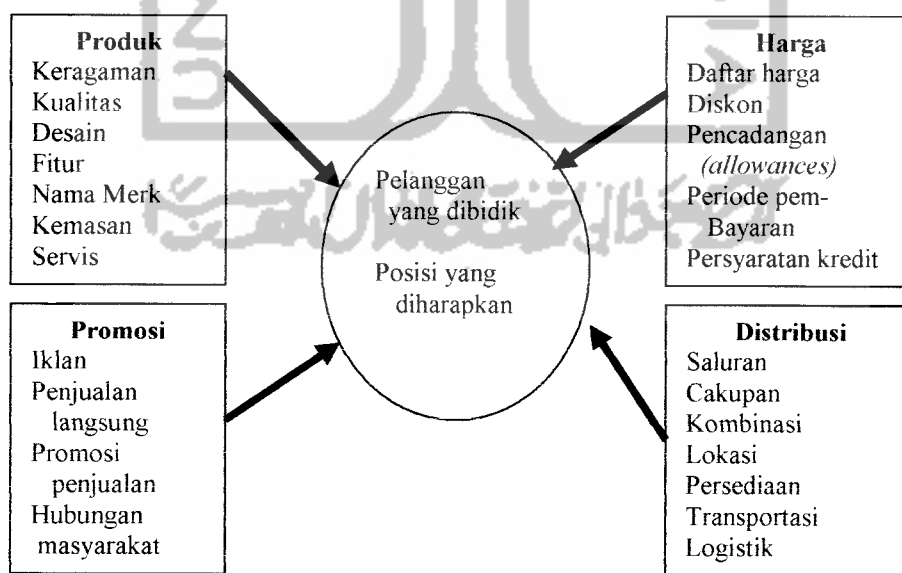 Produk
Keragaman
Kualitas
Desain
Fitur
Nama Merk
Kemasan
Servis
Harga
Daftar harga
Diskon
Pencadangan
(allowances)
Periode pem-
Bayaran
Persyaratan kredit
Pelanggan
yang dibidik
Posisi yang
diharapkan
Promosi
Iklan
Penjualan
langsung
Promosi
penjualan
Hubungan
masyarakat
Distribusi
Saluran
Cakupan
Kombinasi
Lokasi
Persediaan
Transportasi
Logistik